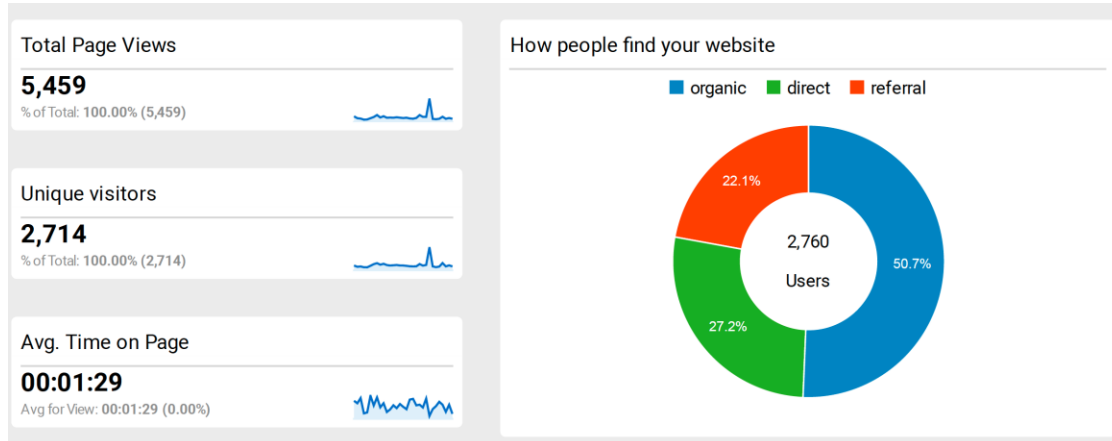 Total Page Views
5,459
% of Total: 100.00% (5,459)
Unique visitors
2,714
% of Total: 100.00% (2,714)
Avg. Time on Page
00:01:29
Avg for View: 00:01:29 (0.00%)
How people find your website
organic direct referral
22.1%
2,760
Users
50.7%
27.2%